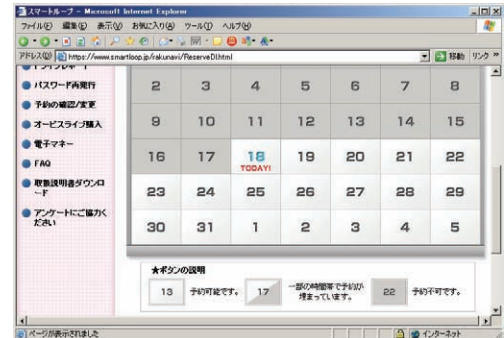 スマートループ - Microsoft Internet Explorer
ファイル(F) 編集(E) 表示(V) お気に入り(A) ツール(T) ヘルプ(H)
アドレス(D) https://www.smartloop.jp/rakunavi/ReserveDI.html 移動 リンク »
パスワード再発行
予約の確認/変更
オービスライブ購入
電子マネー
FAQ
取扱説明書ダウンロ
ード
アンケートにご協力く
ださい
2 3 4 5 6 7 8
9 10 11 12 13 14 15
16 17 18 19 20 21 22
TODAY!
23 24 25 26 27 28 29
30 31 1 2 3 4 5
★ボタンの説明
13 予約可能です。 17 一部の時間帯で予約が
埋まっています。 22 予約不可です。
ページが表示されました インターネット